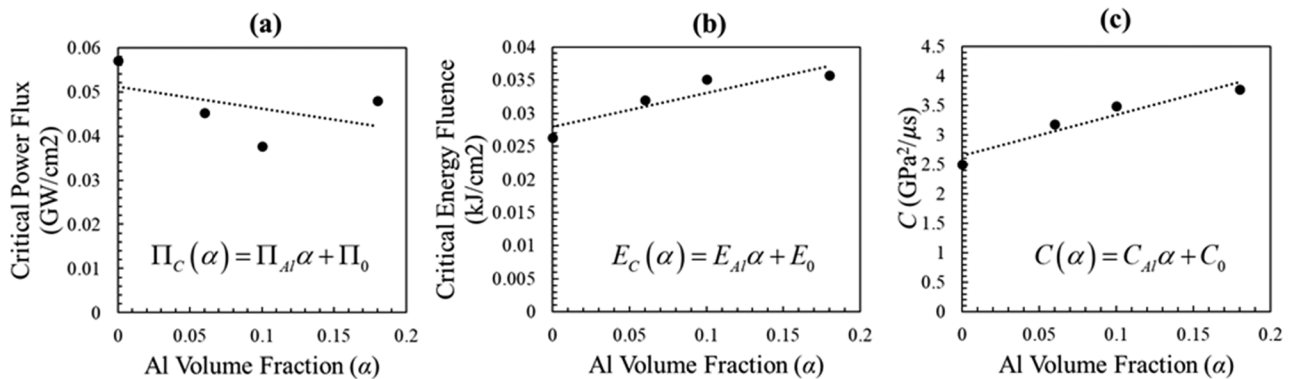 (a)
Critical Power Flux
(GW/cm2)
0.06
0.05
0.04
0.03
0.02
0.01
0
0 0.05 0.1 0.15 0.2
Π_C(α) = Π_Al α + Π_0
Al Volume Fraction (α)
(b)
Critical Energy Fluence
(kJ/cm2)
0.04
0.035
0.03
0.025
0.02
0.015
0.01
0.005
0
0 0.05 0.1 0.15 0.2
E_C(α) = E_Al α + E_0
Al Volume Fraction (α)
(c)
C (GPa²/μs)
4.5
4
3.5
3
2.5
2
1.5
1
0.5
0
0 0.05 0.1 0.15 0.2
C(α) = C_Al α + C_0
Al Volume Fraction (α)